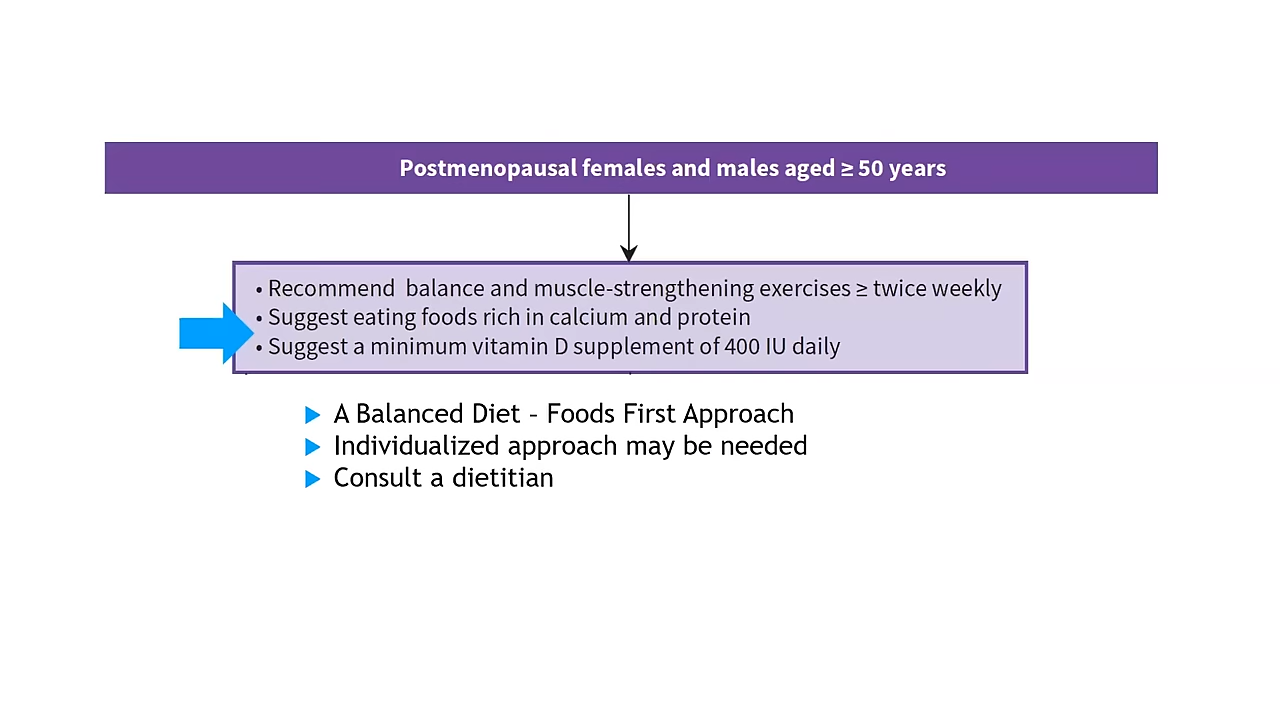 Postmenopausal females and males aged ≥ 50 years
• Recommend balance and muscle-strengthening exercises ≥ twice weekly
• Suggest eating foods rich in calcium and protein
• Suggest a minimum vitamin D supplement of 400 IU daily
A Balanced Diet – Foods First Approach
Individualized approach may be needed
Consult a dietitian